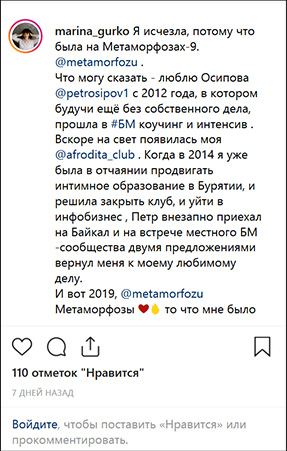 marina_gurko Я исчезла, потому что
была на Метаморфозах-9.
@metamorfozu .
Что могу сказать - люблю Осипова
@petrosipov1 с 2012 года, в котором
будучи ещё без собственного дела,
прошла в #БМ коучинг и интенсив .
Вскоре на свет появилась моя
@afrodita_club . Когда в 2014 я уже
была в отчаянии продвигать
интимное образование в Бурятии, и
решила закрыть клуб, и уйти в
инфобизнес , Петр внезапно приехал
на Байкал и на встрече местного БМ
-сообщества двумя предложениями
вернул меня к моему любимому
делу.
И вот 2019, @metamorfozu
Метаморфозы ❤️💧 то что мне было
110 отметок "Нравится"
7 ДНЕЙ НАЗАД
Войдите, чтобы поставить «Нравится» или
прокомментировать.